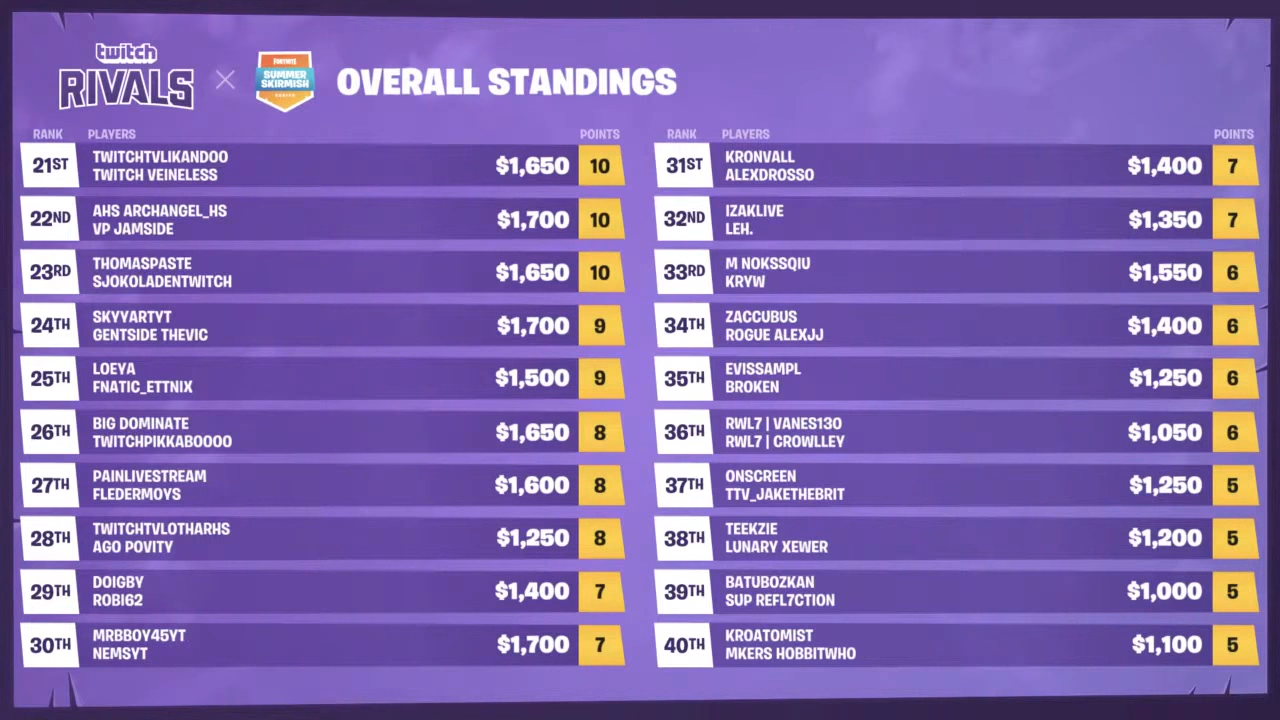 twitch
RIVALS
×
FORTNITE
SUMMER
SKIRMISH
SERIES
OVERALL STANDINGS
RANK PLAYERS POINTS
21ST TWITCHTVLIKANDOO $1,650 10
TWITCH VEINELESS
22ND AHS ARCHANGEL_HS $1,700 10
VP JAMSIDE
23RD THOMASPASTE $1,650 10
SJOKOLADENTWITCH
24TH SKYYARTYT $1,700 9
GENTSIDE THEVIC
25TH LOEYA $1,500 9
FNATIC_ETTNIX
26TH BIG DOMINATE $1,650 8
TWITCHPIKKABOOOO
27TH PAINLIVESTREAM $1,600 8
FLEDERMOYS
28TH TWITCHTVLOTHARHS $1,250 8
AGO POVITY
29TH DOIGBY $1,400 7
ROBI62
30TH MRBBOY45YT $1,700 7
NEMSYT
RANK PLAYERS POINTS
31ST KRONVALL $1,400 7
ALEXDROSSO
32ND IZAKLIVE $1,350 7
LEH.
33RD M NOKSSQIU $1,550 6
KRYW
34TH ZACCUBUS $1,400 6
ROGUE ALEXJJ
35TH EVISSAMPL $1,250 6
BROKEN
36TH RWL7 | VANES130 $1,050 6
RWL7 | CROWLLEY
37TH ONSCREEN $1,250 5
TTV_JAKETHEBRIT
38TH TEEKZIE $1,200 5
LUNARY XEWER
39TH BATUBOZKAN $1,000 5
SUP REFL7CTION
40TH KROATOMIST $1,100 5
MKERS HOBBITWHO